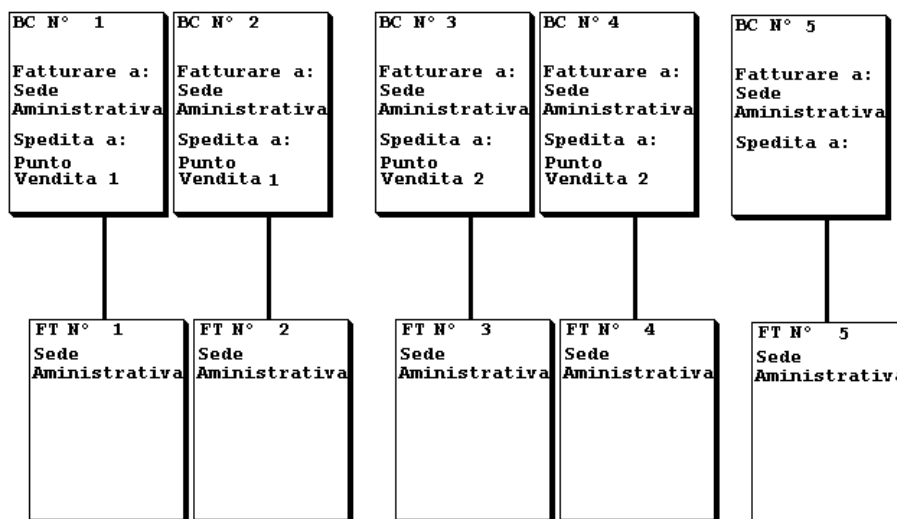 BC N° 1
Fatturare a:
Sede
Aministrativa
Spedita a:
Punto
Vendita 1
BC N° 2
Fatturare a:
Sede
Aministrativa
Spedita a:
Punto
Vendita 1
BC N° 3
Fatturare a:
Sede
Aministrativa
Spedita a:
Punto
Vendita 2
BC N° 4
Fatturare a:
Sede
Aministrativa
Spedita a:
Punto
Vendita 2
BC N° 5
Fatturare a:
Sede
Aministrativa
Spedita a:
FT N° 1
Sede
Aministrativa
FT N° 2
Sede
Aministrativa
FT N° 3
Sede
Aministrativa
FT N° 4
Sede
Aministrativa
FT N° 5
Sede
Aministrativa